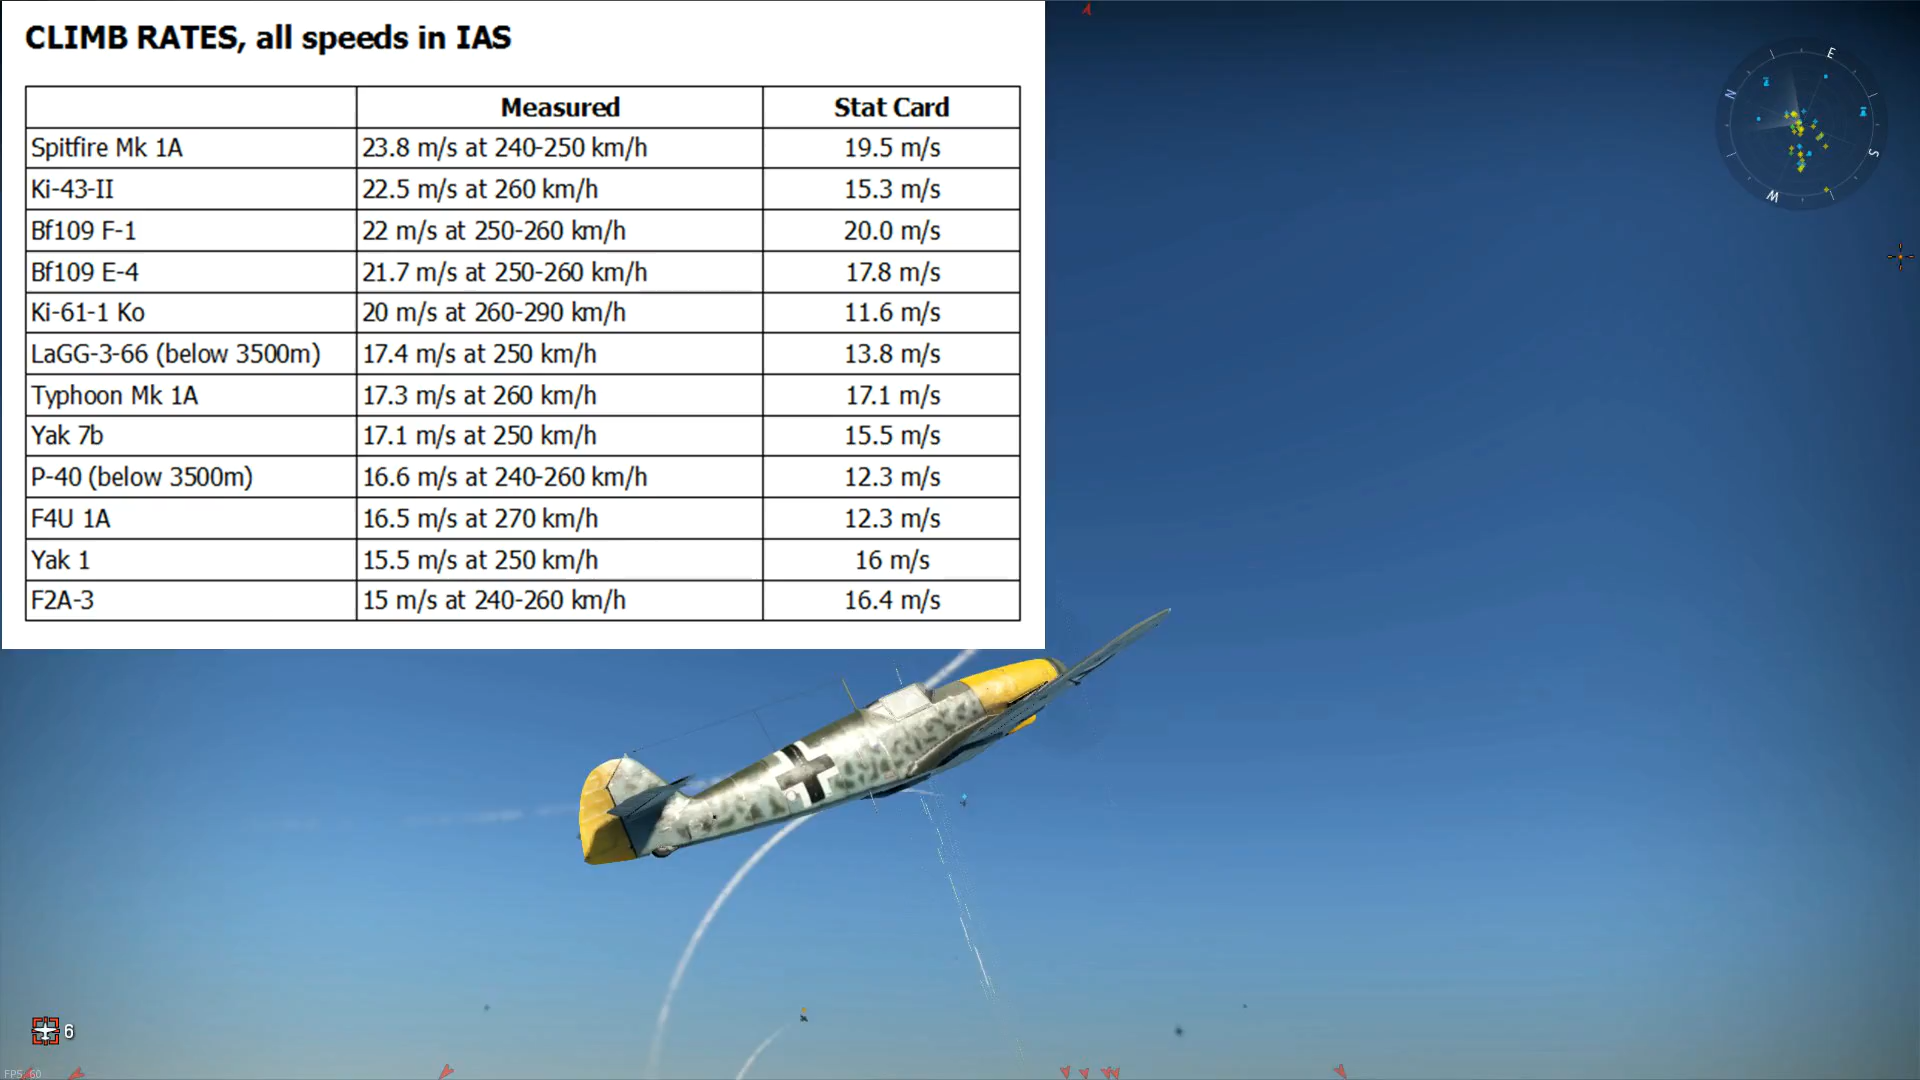 CLIMB RATES, all speeds in IAS
Measured Stat Card
Spitfire Mk 1A 23.8 m/s at 240-250 km/h 19.5 m/s
Ki-43-II 22.5 m/s at 260 km/h 15.3 m/s
Bf109 F-1 22 m/s at 250-260 km/h 20.0 m/s
Bf109 E-4 21.7 m/s at 250-260 km/h 17.8 m/s
Ki-61-1 Ko 20 m/s at 260-290 km/h 11.6 m/s
LaGG-3-66 (below 3500m) 17.4 m/s at 250 km/h 13.8 m/s
Typhoon Mk 1A 17.3 m/s at 260 km/h 17.1 m/s
Yak 7b 17.1 m/s at 250 km/h 15.5 m/s
P-40 (below 3500m) 16.6 m/s at 240-260 km/h 12.3 m/s
F4U 1A 16.5 m/s at 270 km/h 12.3 m/s
Yak 1 15.5 m/s at 250 km/h 16 m/s
F2A-3 15 m/s at 240-260 km/h 16.4 m/s
E
N
S
W
6
FPS: 60